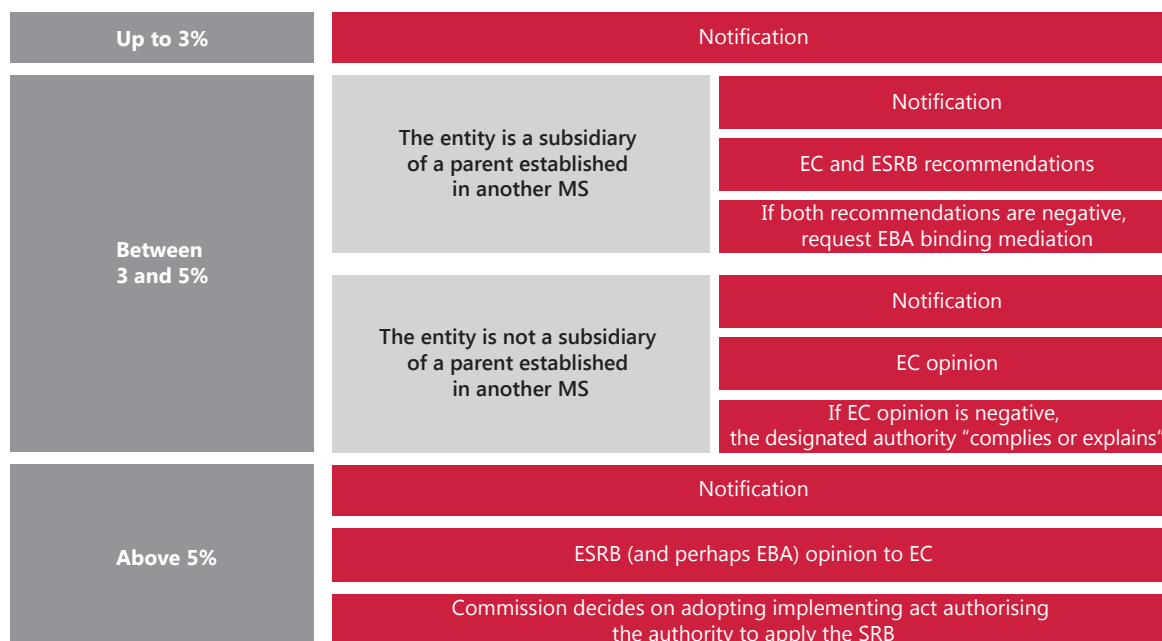 Up to 3%
Notification
Between
3 and 5%
The entity is a subsidiary
of a parent established
in another MS
Notification
EC and ESRB recommendations
If both recommendations are negative,
request EBA binding mediation
The entity is not a subsidiary
of a parent established
in another MS
Notification
EC opinion
If EC opinion is negative,
the designated authority “complies or explains”
Above 5%
Notification
ESRB (and perhaps EBA) opinion to EC
Commission decides on adopting implementing act authorising
the authority to apply the SRB